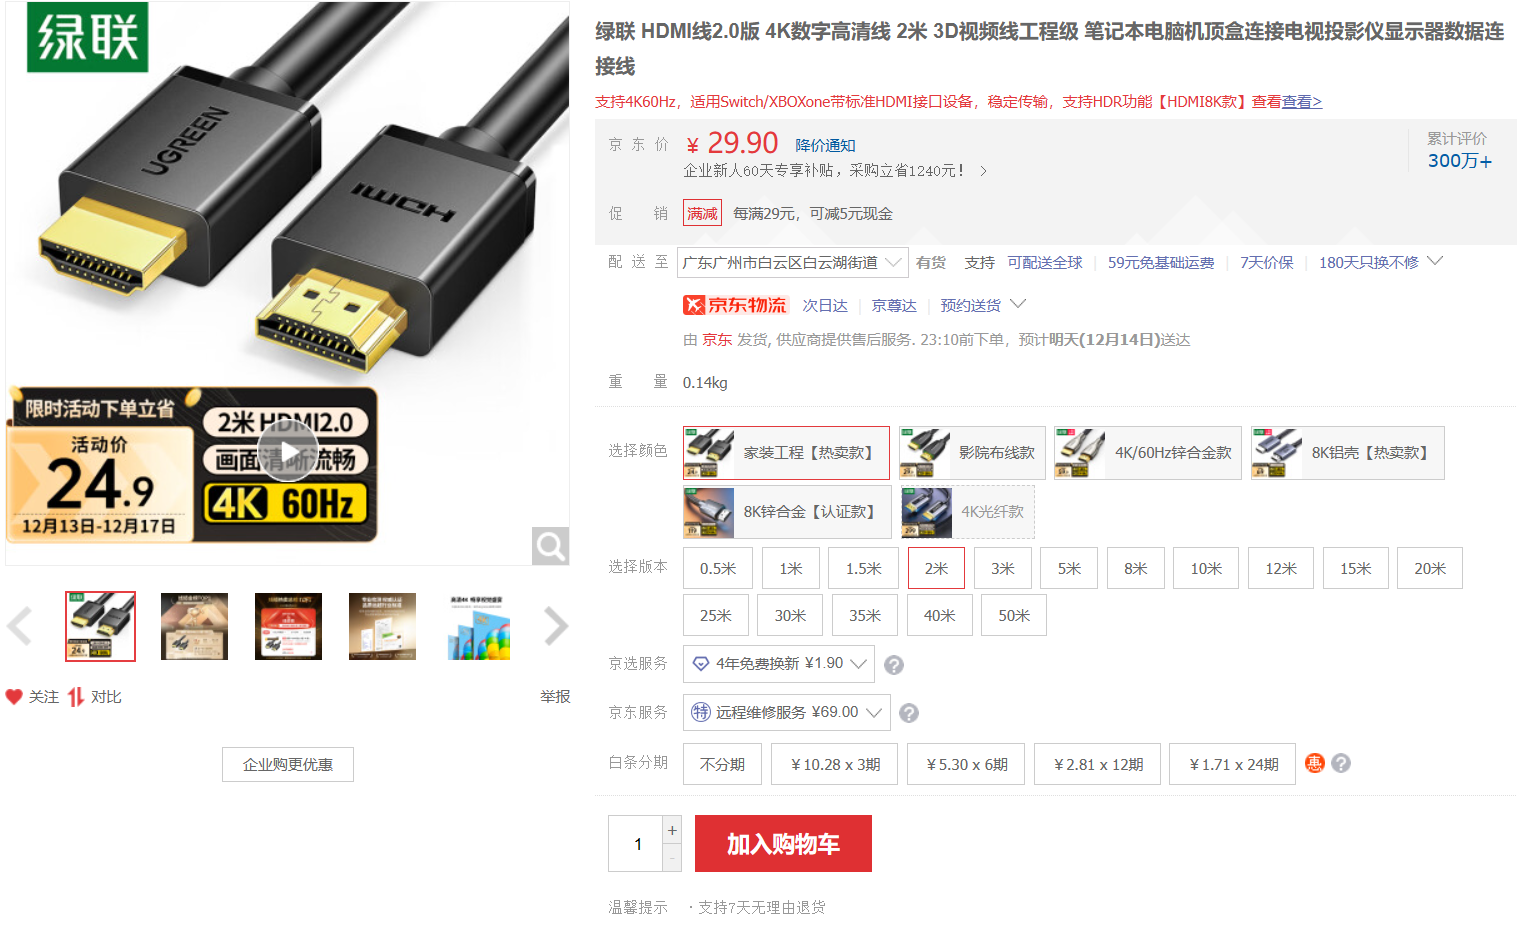 绿联
UGREEN
HDMI
限时活动下单立省
活动价
24.9
12月13日-12月17日
2米 HDMI2.0
画面清晰流畅
4K 60Hz
关注 对比 举报
企业购更优惠
绿联 HDMI线2.0版 4K数字高清线 2米 3D视频线工程级 笔记本电脑机顶盒连接电视投影仪显示器数据连
接线
支持4K60Hz，适用Switch/XBOXone带标准HDMI接口设备，稳定传输，支持HDR功能【HDMI8K款】查看查看>
京东价 ￥29.90 降价通知
累计评价
300万+
企业新人60天专享补贴，采购立省1240元！ >
促销 满减 每满29元，可减5元现金
配送至 广东广州市白云区白云湖街道 有货 支持 可配送全球 59元免基础运费 7天价保 180天只换不修
京东物流 次日达 京尊达 预约送货
由 京东 发货, 供应商提供售后服务. 23:10前下单，预计明天(12月14日)送达
重量 0.14kg
选择颜色 家装工程【热卖款】 影院布线款 4K/60Hz锌合金款 8K铝壳【热卖款】
8K锌合金【认证款】 4K光纤款
选择版本 0.5米 1米 1.5米 2米 3米 5米 8米 10米 12米 15米 20米
25米 30米 35米 40米 50米
京选服务 4年免费换新 ¥1.90 ?
京东服务 特 远程维修服务 ¥69.00 ?
白条分期 不分期 ￥10.28 x 3期 ￥5.30 x 6期 ￥2.81 x 12期 ￥1.71 x 24期 惠 ?
1 + - 加入购物车
温馨提示 ·支持7天无理由退货